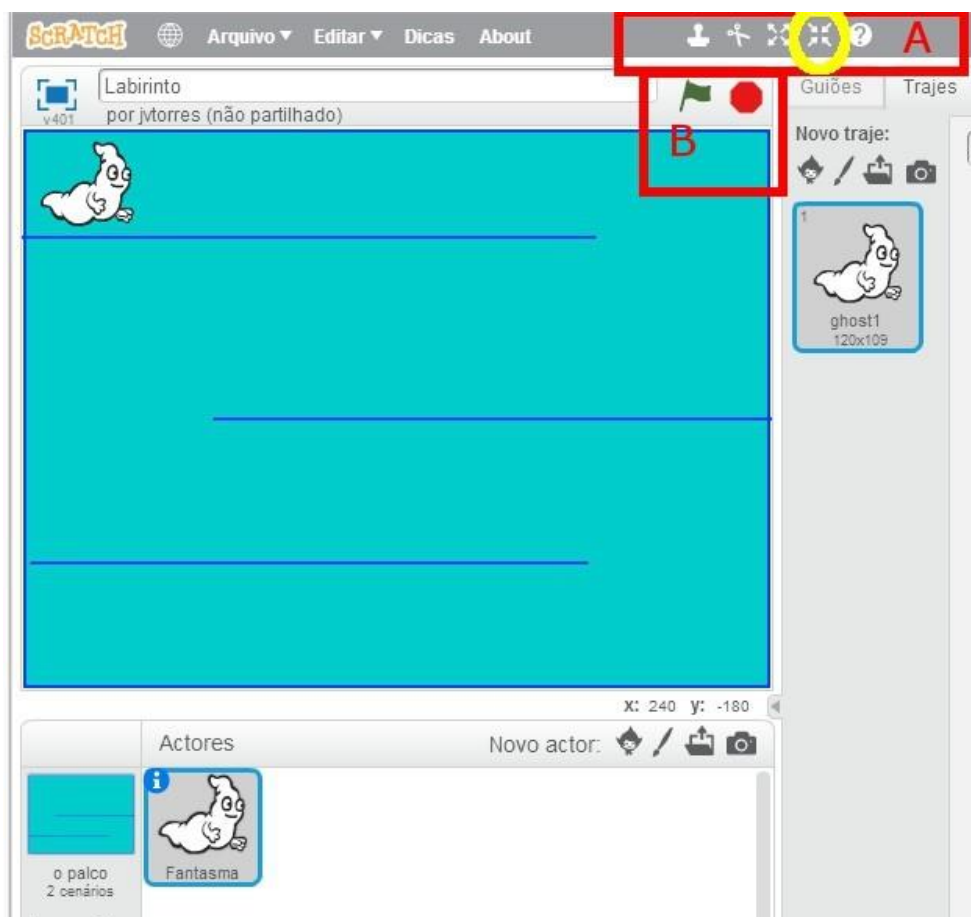 SCRATCH Arquivo Editar Dicas About A
Labirinto
v401 por jvtorres (não partilhado)
B
Guiões Trajes
Novo traje:
1
ghost1
120x109
x: 240 y: -180
Actores Novo actor:
o palco
2 cenários
Fantasma